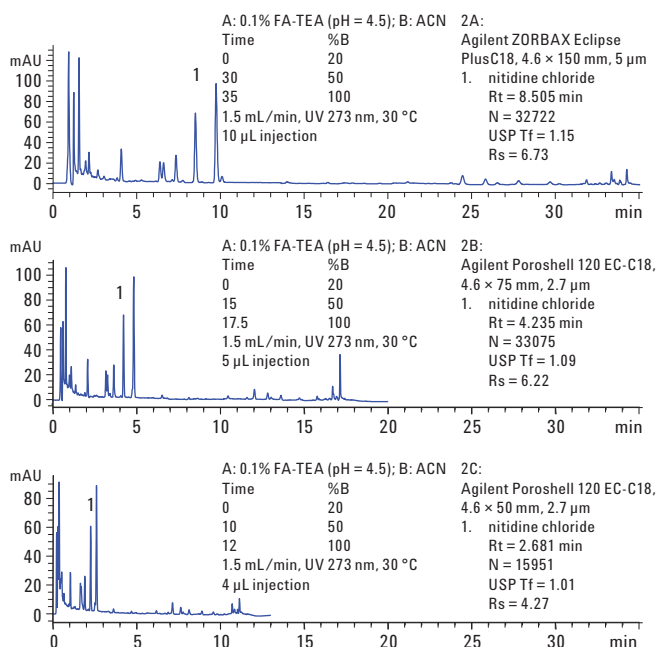 A: 0.1% FA-TEA (pH = 4.5); B: ACN 2A:
Time %B Agilent ZORBAX Eclipse
mAU 0 20 PlusC18, 4.6 × 150 mm, 5 µm
30 50 1. nitidine chloride
35 100 Rt = 8.505 min
1.5 mL/min, UV 273 nm, 30 °C N = 32722
10 µL injection USP Tf = 1.15
Rs = 6.73
1
100
80
60
40
20
0
0 5 10 15 20 25 30 min
A: 0.1% FA-TEA (pH = 4.5); B: ACN 2B:
mAU Time %B Agilent Poroshell 120 EC-C18,
0 20 4.6 × 75 mm, 2.7 µm
15 50 1. nitidine chloride
17.5 100 Rt = 4.235 min
1.5 mL/min, UV 273 nm, 30 °C N = 33075
5 µL injection USP Tf = 1.09
Rs = 6.22
1
100
80
60
40
20
0
0 5 10 15 20 25 30 min
A: 0.1% FA-TEA (pH = 4.5); B: ACN 2C:
mAU Time %B Agilent Poroshell 120 EC-C18,
0 20 4.6 × 50 mm, 2.7 µm
10 50 1. nitidine chloride
12 100 Rt = 2.681 min
1.5 mL/min, UV 273 nm, 30 °C N = 15951
4 µL injection USP Tf = 1.01
Rs = 4.27
1
80
60
40
20
0
0 5 10 15 20 25 30 min